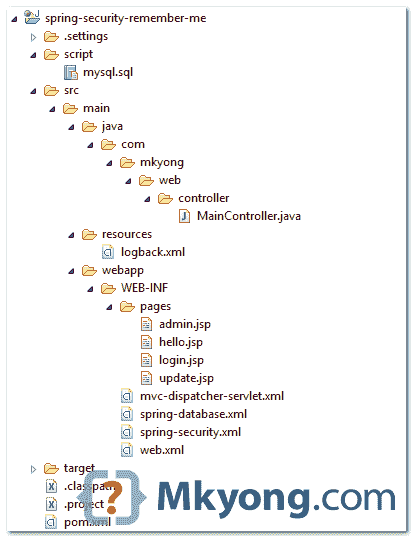 spring-security-remember-me
.settings
script
mysql.sql
src
main
java
com
mkyong
web
controller
MainController.java
resources
logback.xml
webapp
WEB-INF
pages
admin.jsp
hello.jsp
login.jsp
update.jsp
mvc-dispatcher-servlet.xml
spring-database.xml
spring-security.xml
web.xml
target
.classpath
.project
pom.xml
{?} Mkyong.com